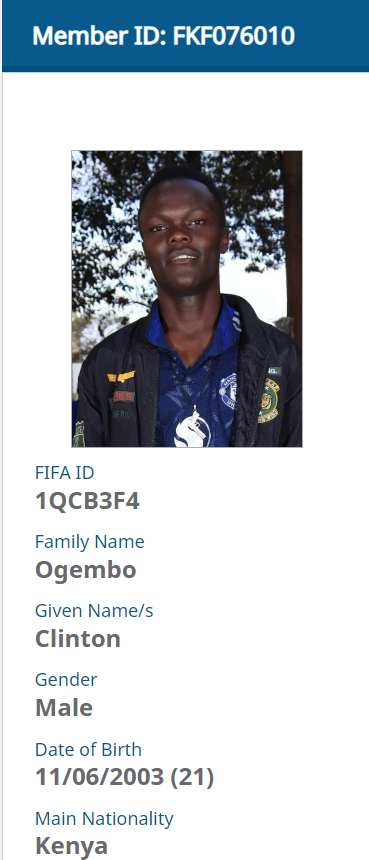 Member ID: FKF076010
FIFA ID
1QCB3F4
Family Name
Ogembo
Given Name/s
Clinton
Gender
Male
Date of Birth
11/06/2003 (21)
Main Nationality
Kenya